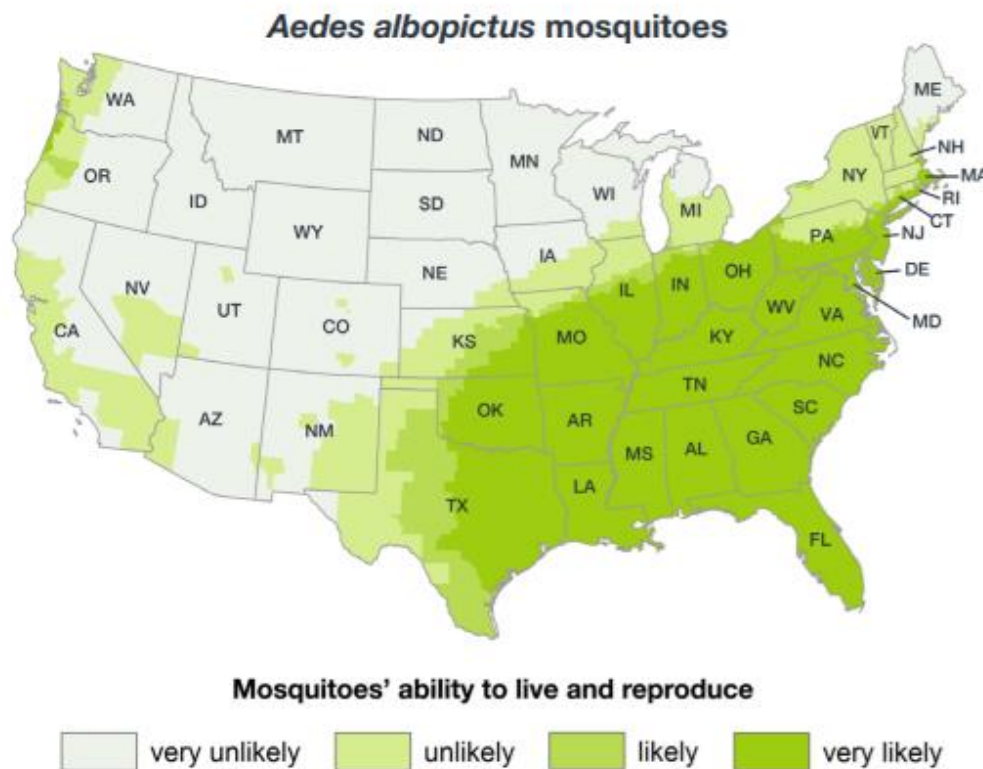 Aedes albopictus mosquitoes
WA
MT
ND
MN
ME
VT
NH
OR
ID
SD
WI
MI
NY
MA
RI
CT
WY
IA
PA
NJ
NE
NV
UT
CO
IL
IN
OH
DE
CA
KS
MO
WV
VA
MD
KY
AZ
NM
OK
TN
NC
AR
SC
MS
AL
GA
LA
TX
FL
Mosquitoes' ability to live and reproduce
very unlikely unlikely likely very likely